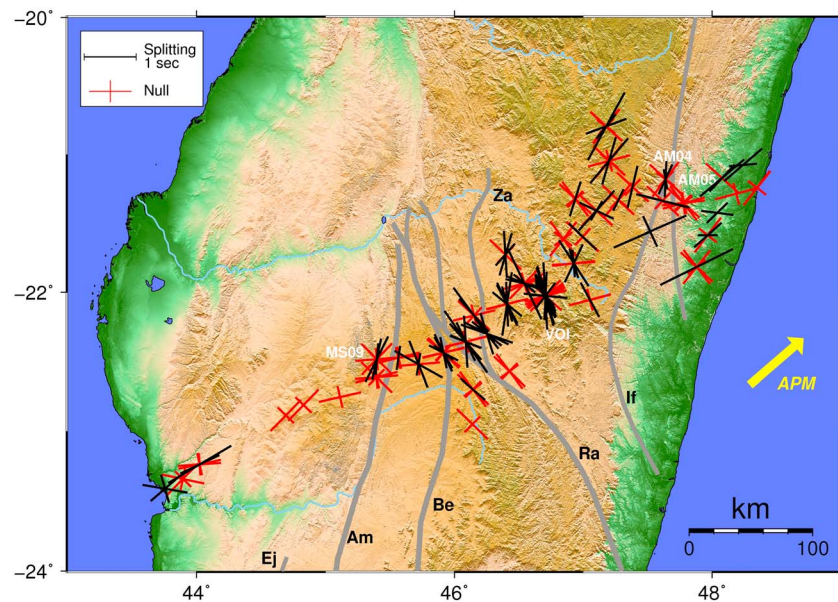 −20°
Splitting
1 sec
Null
AM04
AM05
Za
−22°
VOI
MS09
APM
If
Ra
km
Be
Am
Ej
0 100
−24°
44° 46° 48°